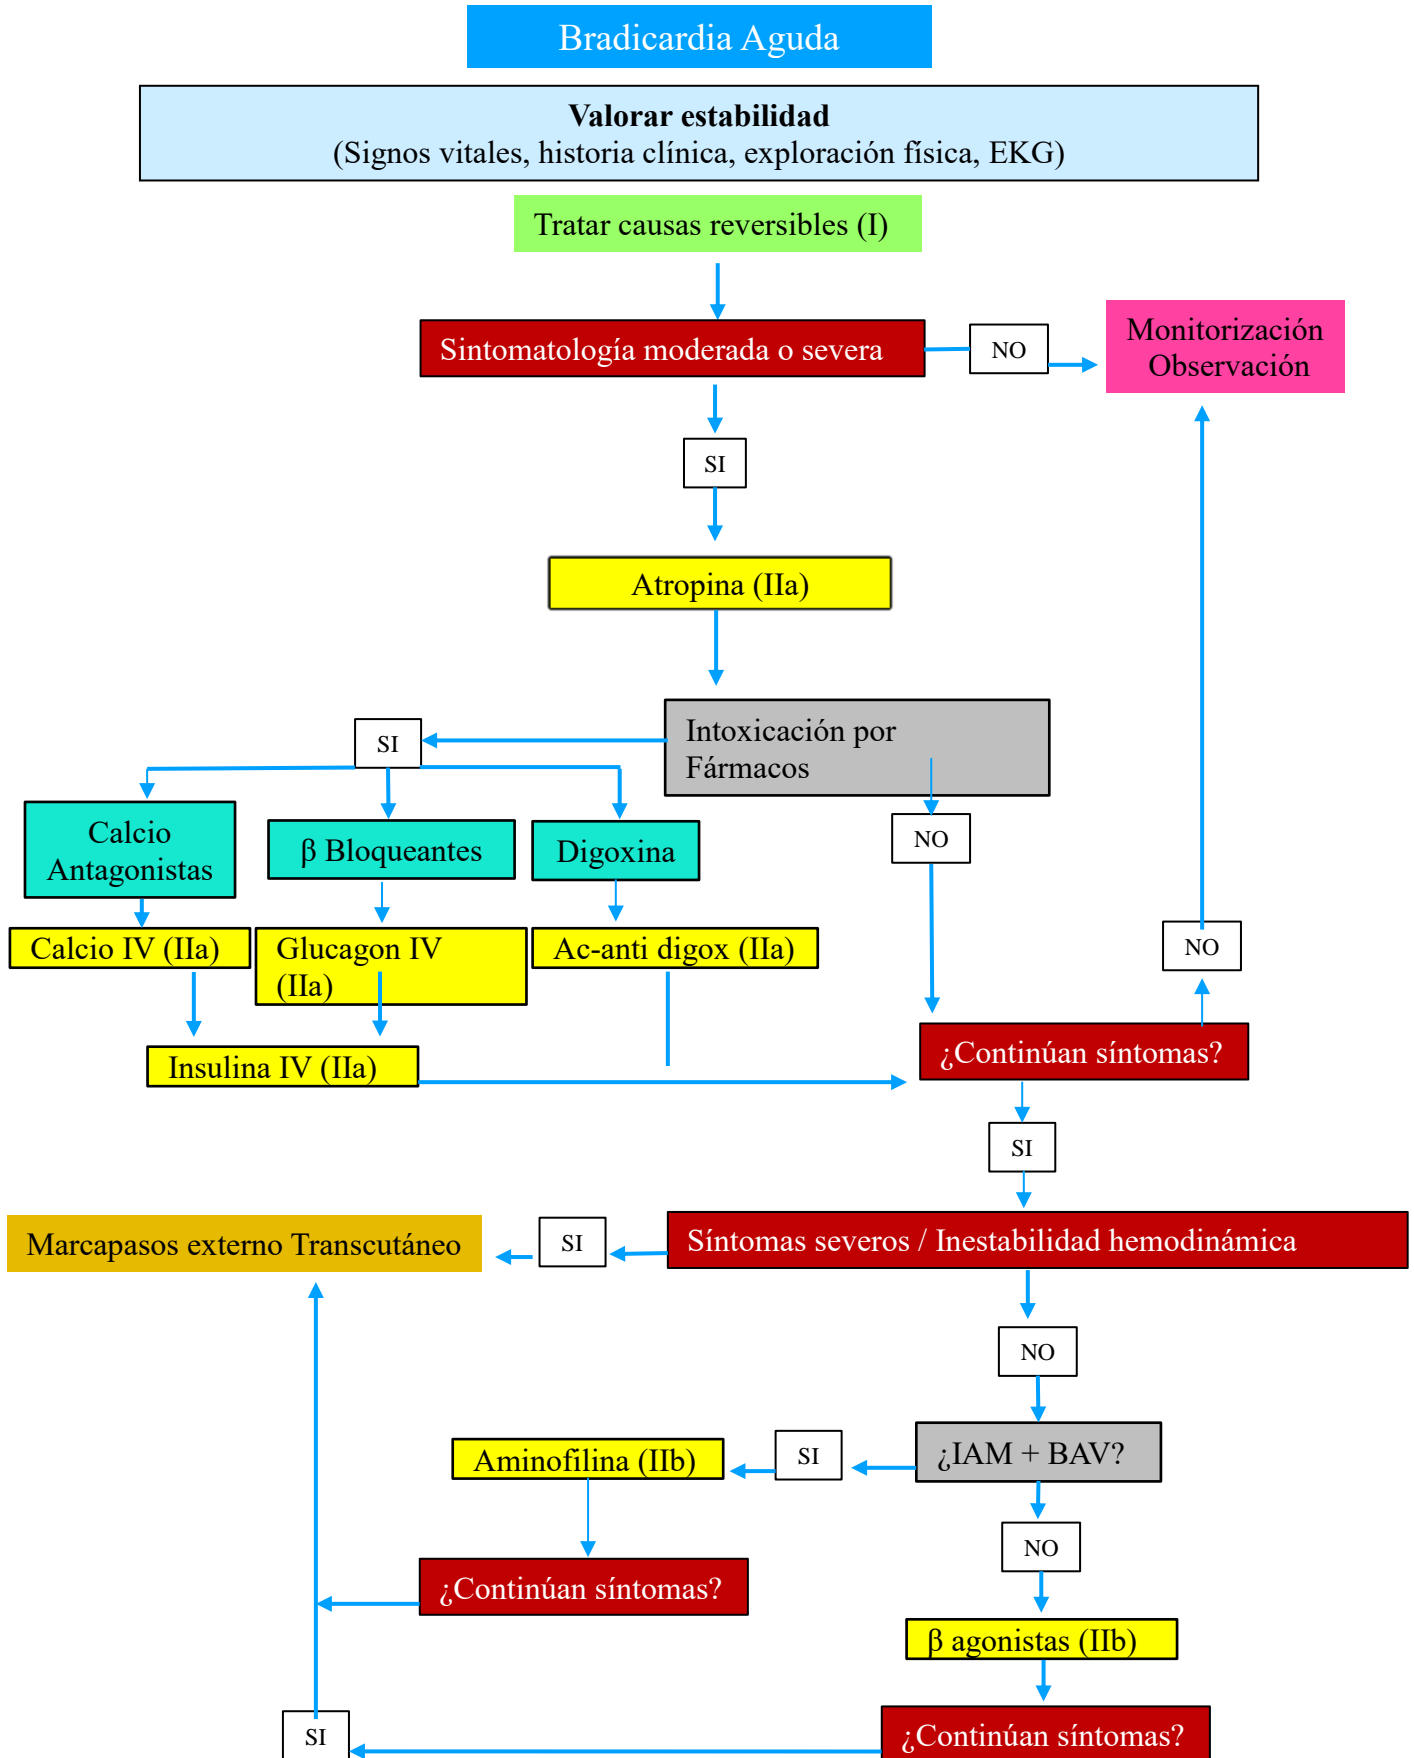 Bradicardia Aguda
Valorar estabilidad
(Signos vitales, historia clínica, exploración física, EKG)
Tratar causas reversibles (I)
Sintomatología moderada o severa
NO
Monitorización
Observación
SI
Atropina (IIa)
Intoxicación por
Fármacos
SI
NO
Calcio
Antagonistas
β Bloqueantes
Digoxina
Calcio IV (IIa)
Glucagon IV
(IIa)
Ac-anti digox (IIa)
NO
Insulina IV (IIa)
¿Continúan síntomas?
SI
Marcapasos externo Transcutáneo
SI
Síntomas severos / Inestabilidad hemodinámica
NO
Aminofilina (IIb)
SI
¿IAM + BAV?
NO
¿Continúan síntomas?
β agonistas (IIb)
SI
¿Continúan síntomas?